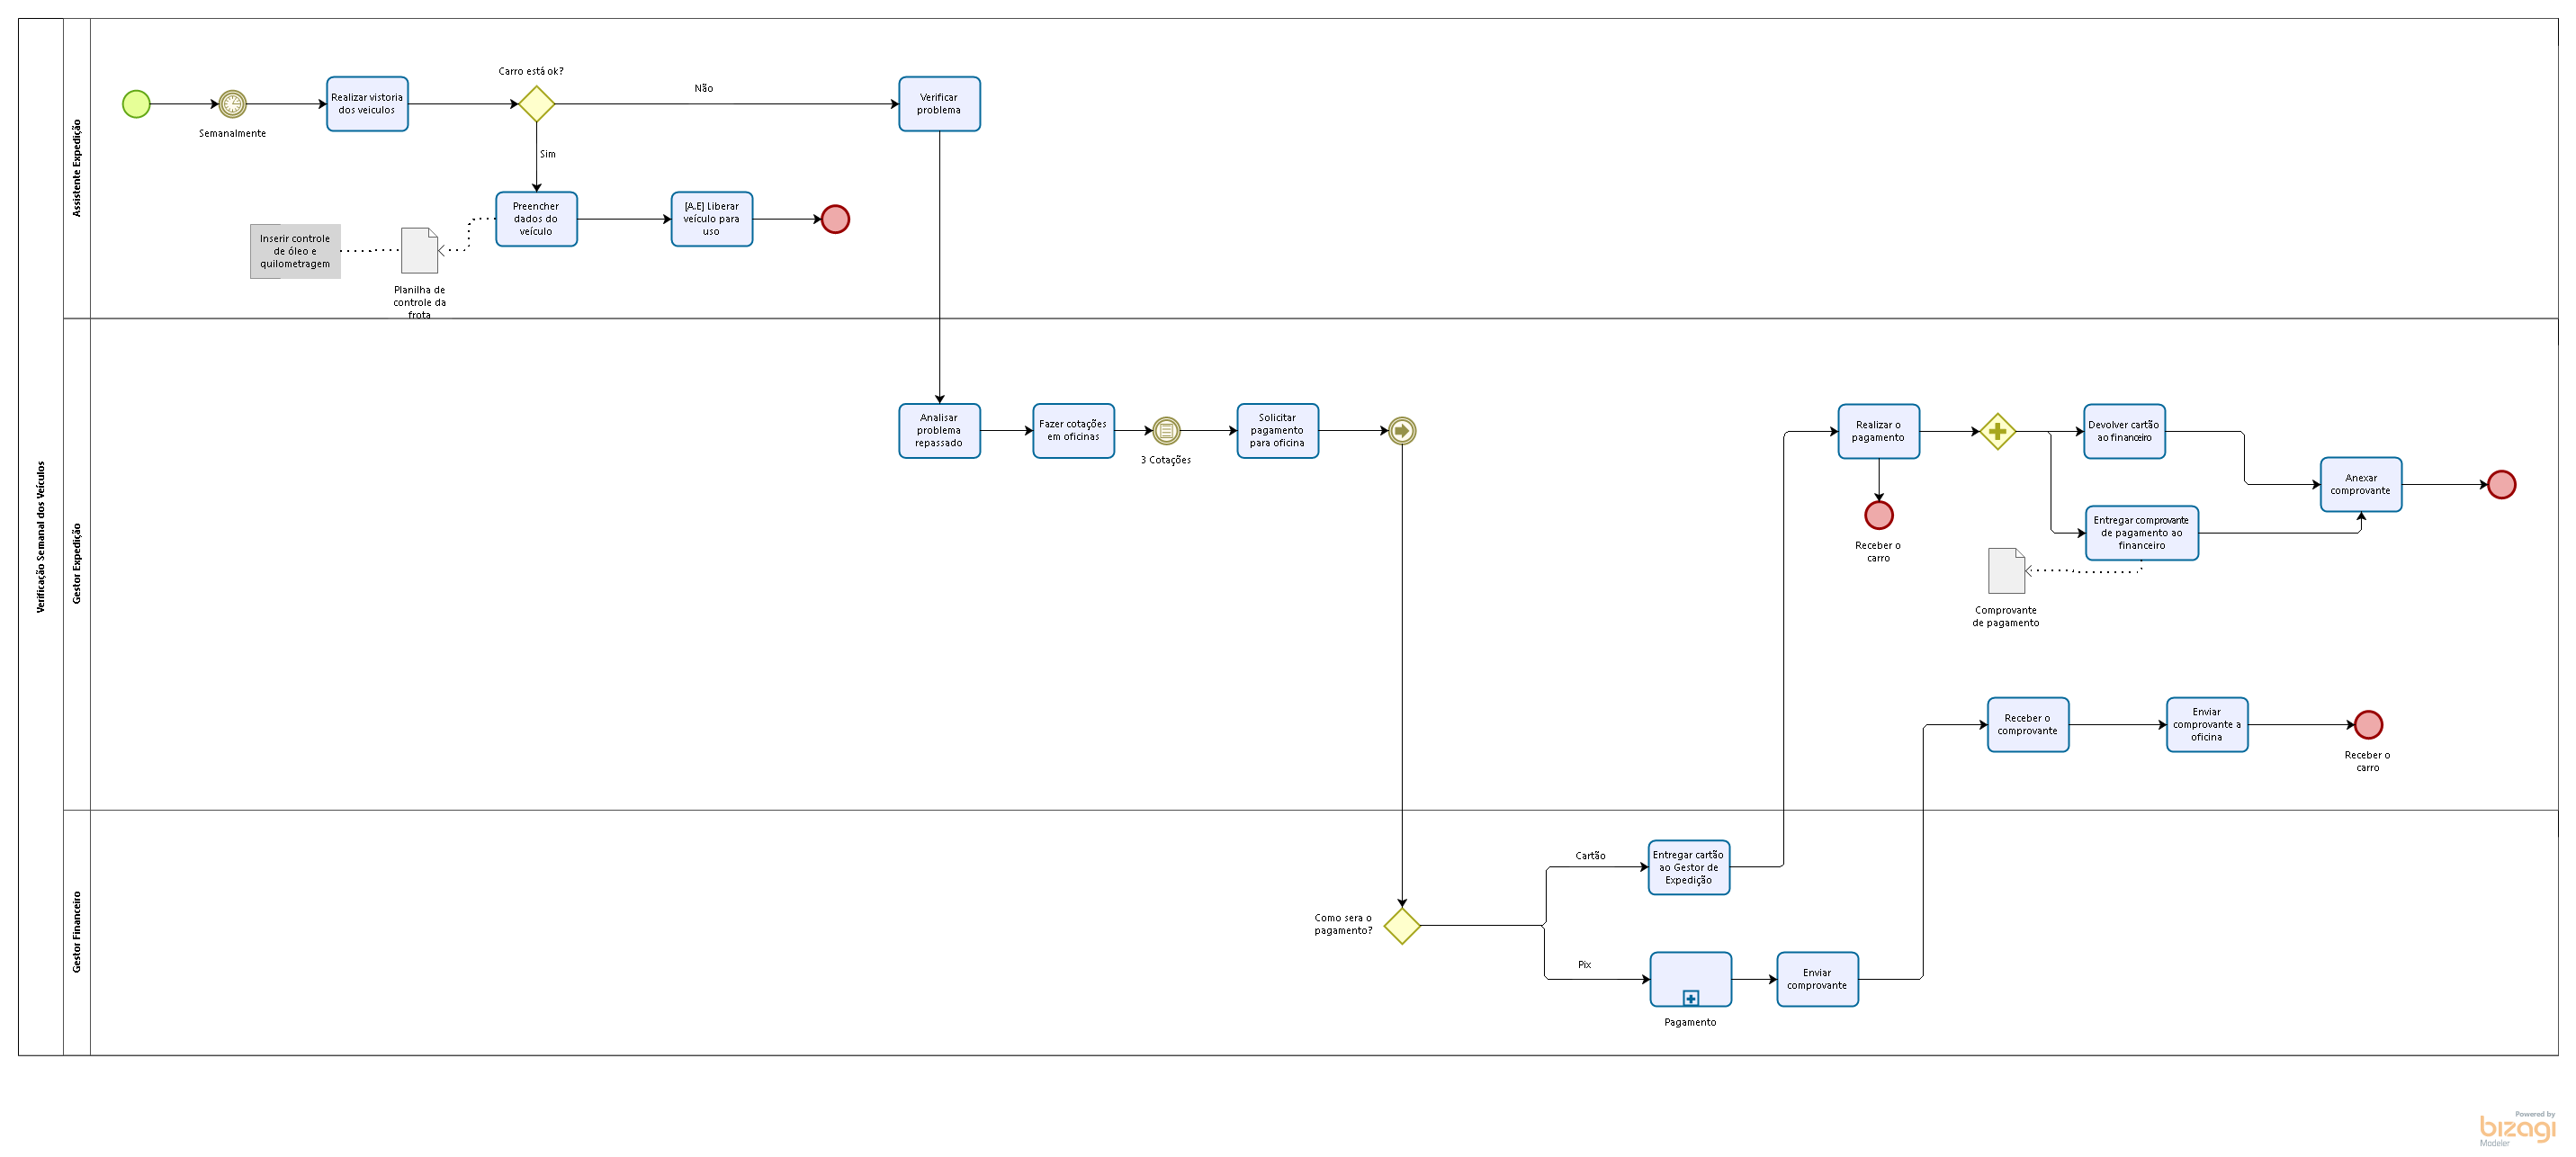 Verificação Semanal dos Veículos
Assistente Expedição
Carro está ok?
Semanalmente
Realizar vistoria
dos veiculos
Não
Verificar
problema
Sim
Preencher
dados do
veículo
[A.E] Liberar
veículo para
uso
Inserir controle
de óleo e
quilometragem
Planilha de
controle da
frota
Gestor Expedição
Analisar
problema
repassado
Fazer cotações
em oficinas
3 Cotações
Solicitar
pagamento
para oficina
Realizar o
pagamento
Receber o
carro
Devolver cartão
ao financeiro
Entregar comprovante
de pagamento ao
financeiro
Comprovante
de pagamento
Anexar
comprovante
Receber o
comprovante
Enviar
comprovante a
oficina
Receber o
carro
Gestor Financeiro
Como sera o
pagamento?
Cartão
Entregar cartão
ao Gestor de
Expedição
Pix
Pagamento
Enviar
comprovante
Powered by
bizagi
Modeler